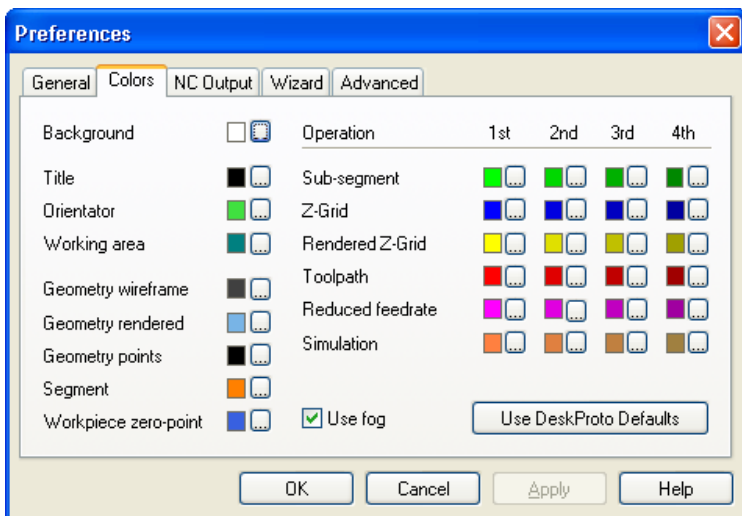 Preferences
General Colors NC Output Wizard Advanced
Background ...
Title ...
Orientator ...
Working area ...
Geometry wireframe ...
Geometry rendered ...
Geometry points ...
Segment ...
Workpiece zero-point ...
Operation 1st 2nd 3rd 4th
Sub-segment ... ... ... ...
Z-Grid ... ... ... ...
Rendered Z-Grid ... ... ... ...
Toolpath ... ... ... ...
Reduced feedrate ... ... ... ...
Simulation ... ... ... ...
Use fog Use DeskProto Defaults
OK Cancel Apply Help